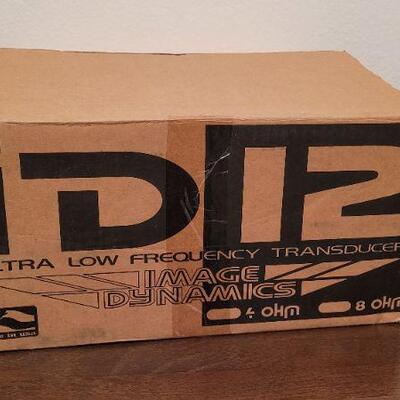 ID12
ULTRA LOW FREQUENCY TRANSDUCER
IMAGE
DYNAMICS
4 OHM 8 OHM